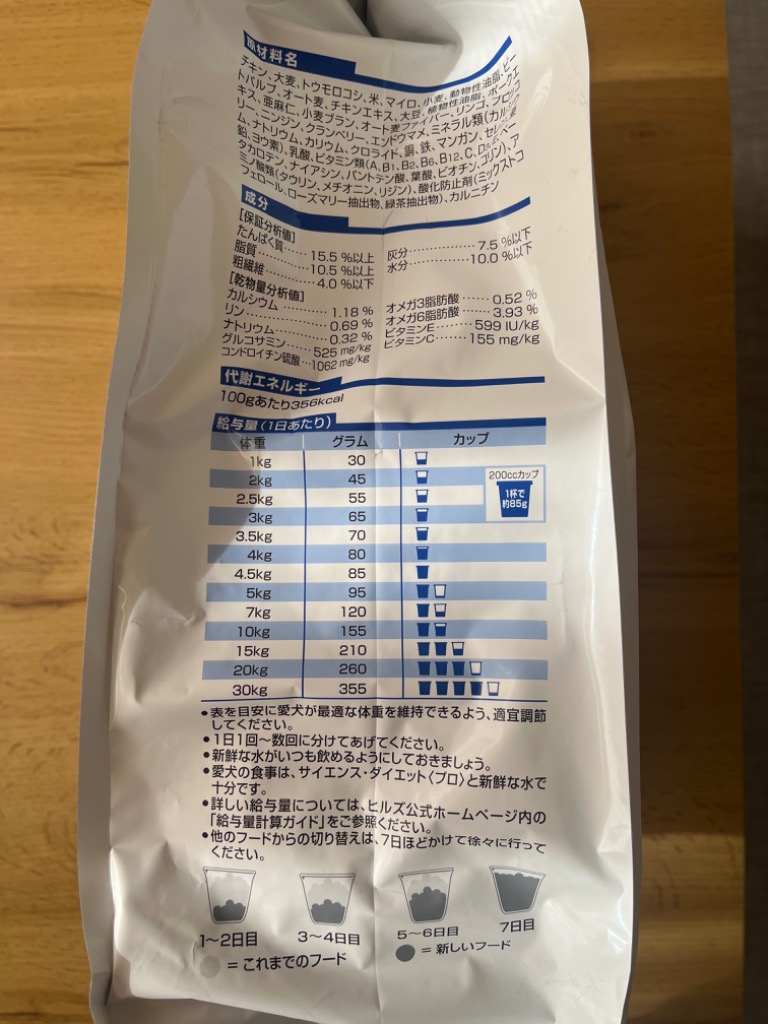 原材料名
チキン、大麦、トウモロコシ、米、マイロ、小麦、動物性油脂、ビー
トパルプ、オート麦、チキンエキス、大豆、植物性油脂、ポークエ
キス、亜麻仁、小麦ブラン、オート麦ファイバー、リンゴ、ブロッコ
リー、ニンジン、クランベリー、エンドウマメ、ミネラル類(カルシウ
ム、ナトリウム、カリウム、クロライド、銅、鉄、マンガン、セレン、亜
鉛、ヨウ素)、乳酸、ビタミン類(A、B1、B2、B6、B12、C、D3、E、ベー
タカロテン、ナイアシン、パントテン酸、葉酸、ビオチン、コリン)、ア
ミノ酸類(タウリン、メチオニン、リジン)、酸化防止剤(ミックストコ
フェロール、ローズマリー抽出物、緑茶抽出物)、カルニチン
成分
[保証分析値]
たんぱく質……15.5 %以上 灰分……7.5 %以下
脂質……10.5 %以上 水分……10.0 %以下
粗繊維……4.0 %以下
[乾物量分析値]
カルシウム……1.18 % オメガ3脂肪酸……0.52 %
リン……0.69 % オメガ6脂肪酸……3.93 %
ナトリウム……0.32 % ビタミンE……599 IU/kg
グルコサミン……525 mg/kg ビタミンC……155 mg/kg
コンドロイチン硫酸…1062 mg/kg
代謝エネルギー
100gあたり356kcal
給与量(1日あたり)
体重 グラム カップ
1kg 30
2kg 45
2.5kg 55
3kg 65
3.5kg 70
4kg 80
4.5kg 85
5kg 95
7kg 120
10kg 155
15kg 210
20kg 260
30kg 355
200ccカップ
1杯で
約85g
•表を目安に愛犬が最適な体重を維持できるよう、適宜調節
してください。
•1日1回〜数回に分けてあげてください。
•新鮮な水がいつも飲めるようにしておきましょう。
•愛犬の食事は、サイエンス・ダイエット〈プロ〉と新鮮な水で
十分です。
•詳しい給与量については、ヒルズ公式ホームページ内の
「給与量計算ガイド」をご参照ください。
•他のフードからの切り替えは、7日ほどかけて徐々に行って
ください。
1〜2日目 3〜4日目 5〜6日目 7日目
= これまでのフード = 新しいフード